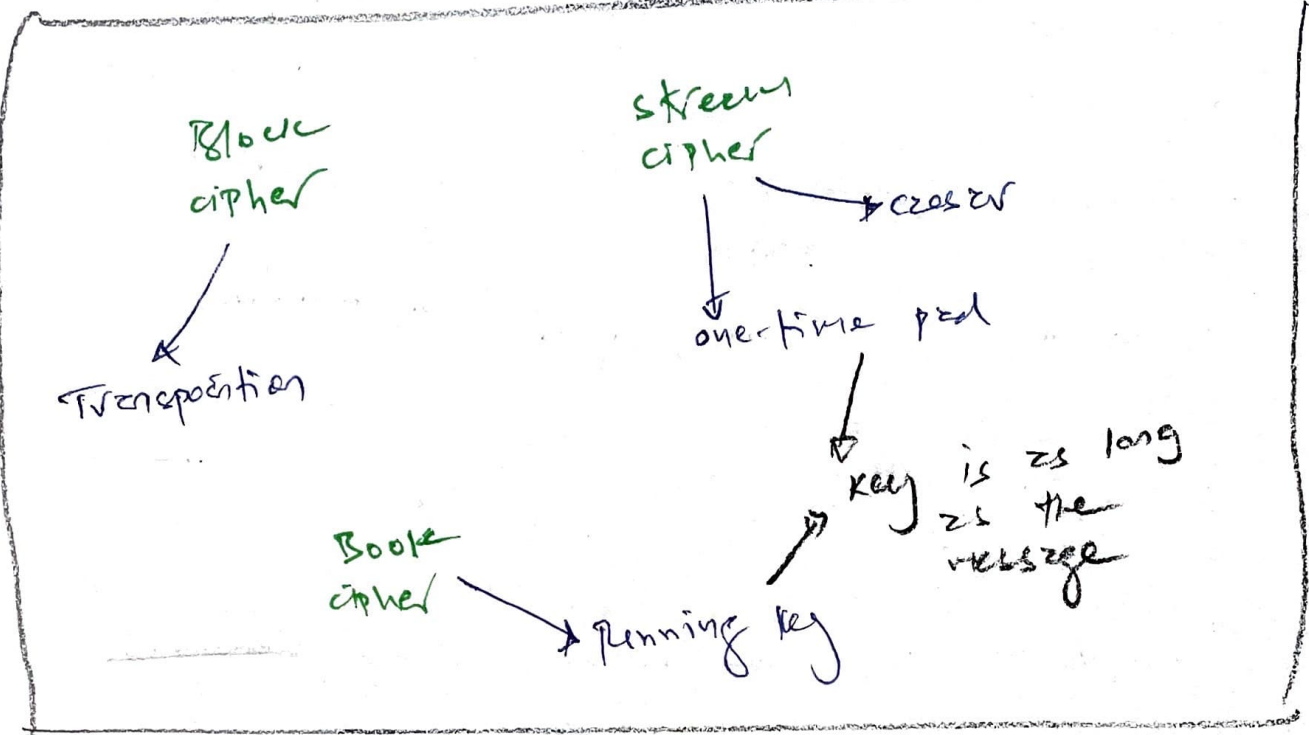 Block
cipher
stream
cipher
caesar
one-time pad
Transposition
key is as long
as the
message
Book
cipher
Running key